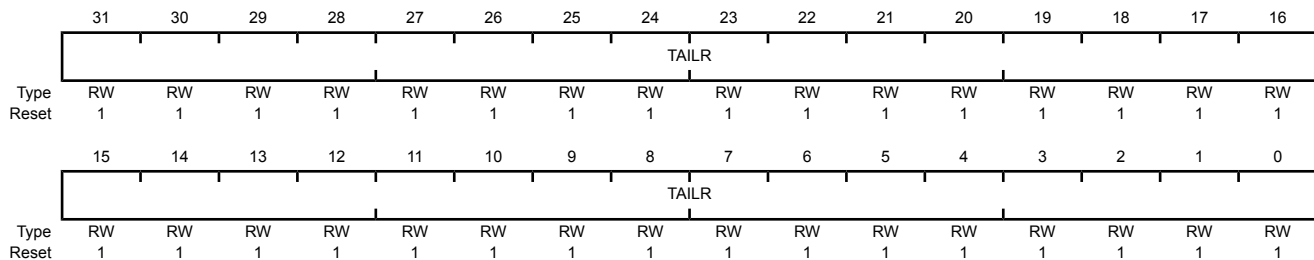 31 30 29 28 27 26 25 24 23 22 21 20 19 18 17 16
TAILR
Type RW RW RW RW RW RW RW RW RW RW RW RW RW RW RW RW
Reset 1 1 1 1 1 1 1 1 1 1 1 1 1 1 1 1
15 14 13 12 11 10 9 8 7 6 5 4 3 2 1 0
TAILR
Type RW RW RW RW RW RW RW RW RW RW RW RW RW RW RW RW
Reset 1 1 1 1 1 1 1 1 1 1 1 1 1 1 1 1